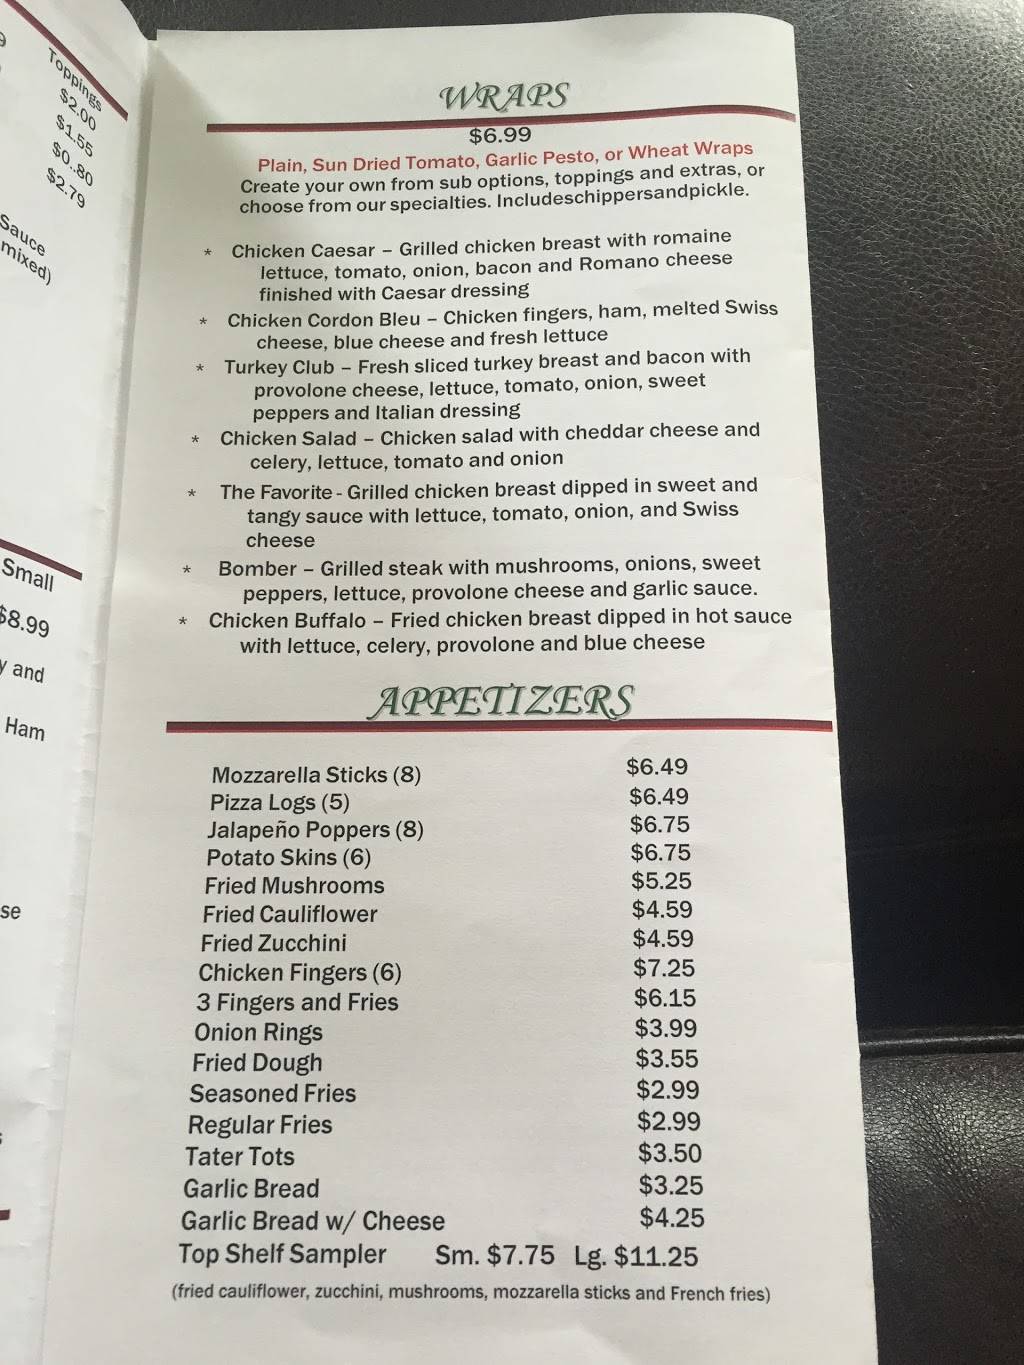 Toppings
$2.00
$1.55
$0.80
$2.79
Sauce
mixed)
Small
$8.99
y and
Ham
se
WRAPS
$6.99
Plain, Sun Dried Tomato, Garlic Pesto, or Wheat Wraps
Create your own from sub options, toppings and extras, or
choose from our specialties. Includeschippersandpickle.
* Chicken Caesar – Grilled chicken breast with romaine
lettuce, tomato, onion, bacon and Romano cheese
finished with Caesar dressing
* Chicken Cordon Bleu – Chicken fingers, ham, melted Swiss
cheese, blue cheese and fresh lettuce
* Turkey Club – Fresh sliced turkey breast and bacon with
provolone cheese, lettuce, tomato, onion, sweet
peppers and Italian dressing
* Chicken Salad – Chicken salad with cheddar cheese and
celery, lettuce, tomato and onion
* The Favorite - Grilled chicken breast dipped in sweet and
tangy sauce with lettuce, tomato, onion, and Swiss
cheese
* Bomber – Grilled steak with mushrooms, onions, sweet
peppers, lettuce, provolone cheese and garlic sauce.
* Chicken Buffalo – Fried chicken breast dipped in hot sauce
with lettuce, celery, provolone and blue cheese
APPETIZERS
Mozzarella Sticks (8) $6.49
Pizza Logs (5) $6.49
Jalapeño Poppers (8) $6.75
Potato Skins (6) $6.75
Fried Mushrooms $5.25
Fried Cauliflower $4.59
Fried Zucchini $4.59
Chicken Fingers (6) $7.25
3 Fingers and Fries $6.15
Onion Rings $3.99
Fried Dough $3.55
Seasoned Fries $2.99
Regular Fries $2.99
Tater Tots $3.50
Garlic Bread $3.25
Garlic Bread w/ Cheese $4.25
Top Shelf Sampler Sm. $7.75 Lg. $11.25
(fried cauliflower, zucchini, mushrooms, mozzarella sticks and French fries)